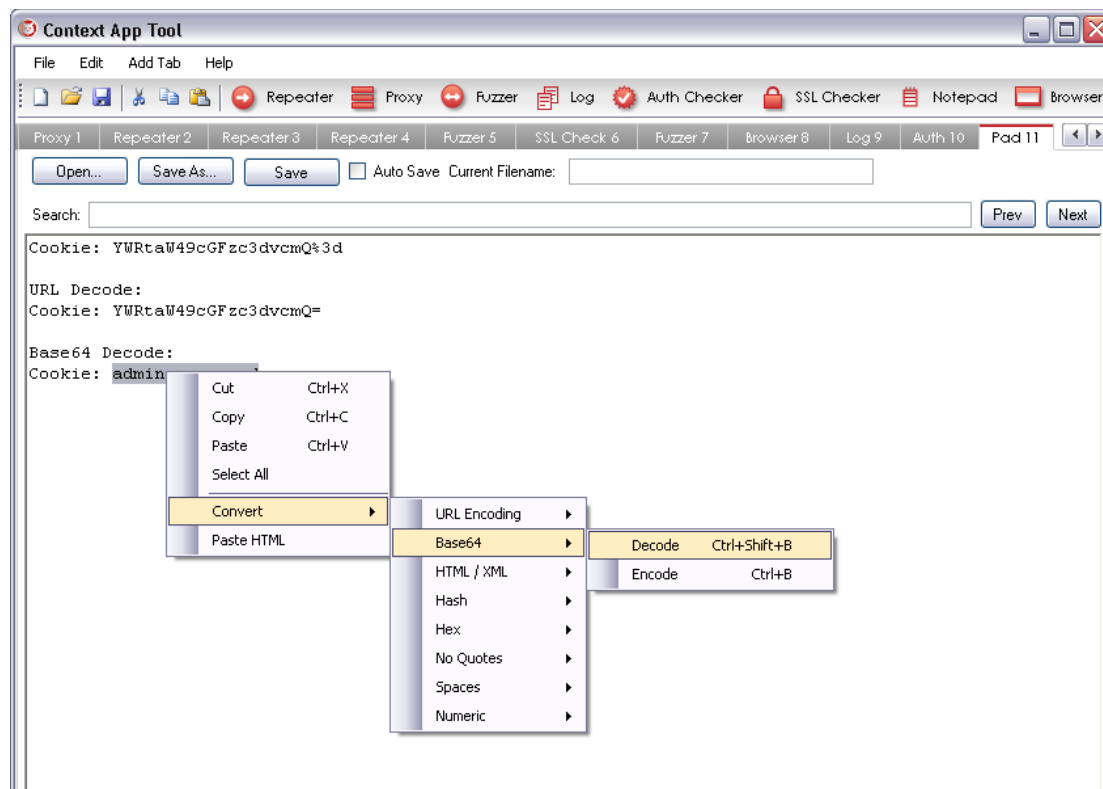 Context App Tool
File Edit Add Tab Help
Repeater Proxy Fuzzer Log Auth Checker SSL Checker Notepad Browser
Proxy 1 Repeater 2 Repeater 3 Repeater 4 Fuzzer 5 SSL Check 6 Fuzzer 7 Browser 8 Log 9 Auth 10 Pad 11
Open... Save As... Save Auto Save Current Filename:
Search: Prev Next
Cookie: YWRtaW49cGFzc3dvcmQ%3d
URL Decode:
Cookie: YWRtaW49cGFzc3dvcmQ=
Base64 Decode:
Cookie: admin
Cut Ctrl+X
Copy Ctrl+C
Paste Ctrl+V
Select All
Convert
Paste HTML
URL Encoding
Base64
HTML / XML
Hash
Hex
No Quotes
Spaces
Numeric
Decode Ctrl+Shift+B
Encode Ctrl+B